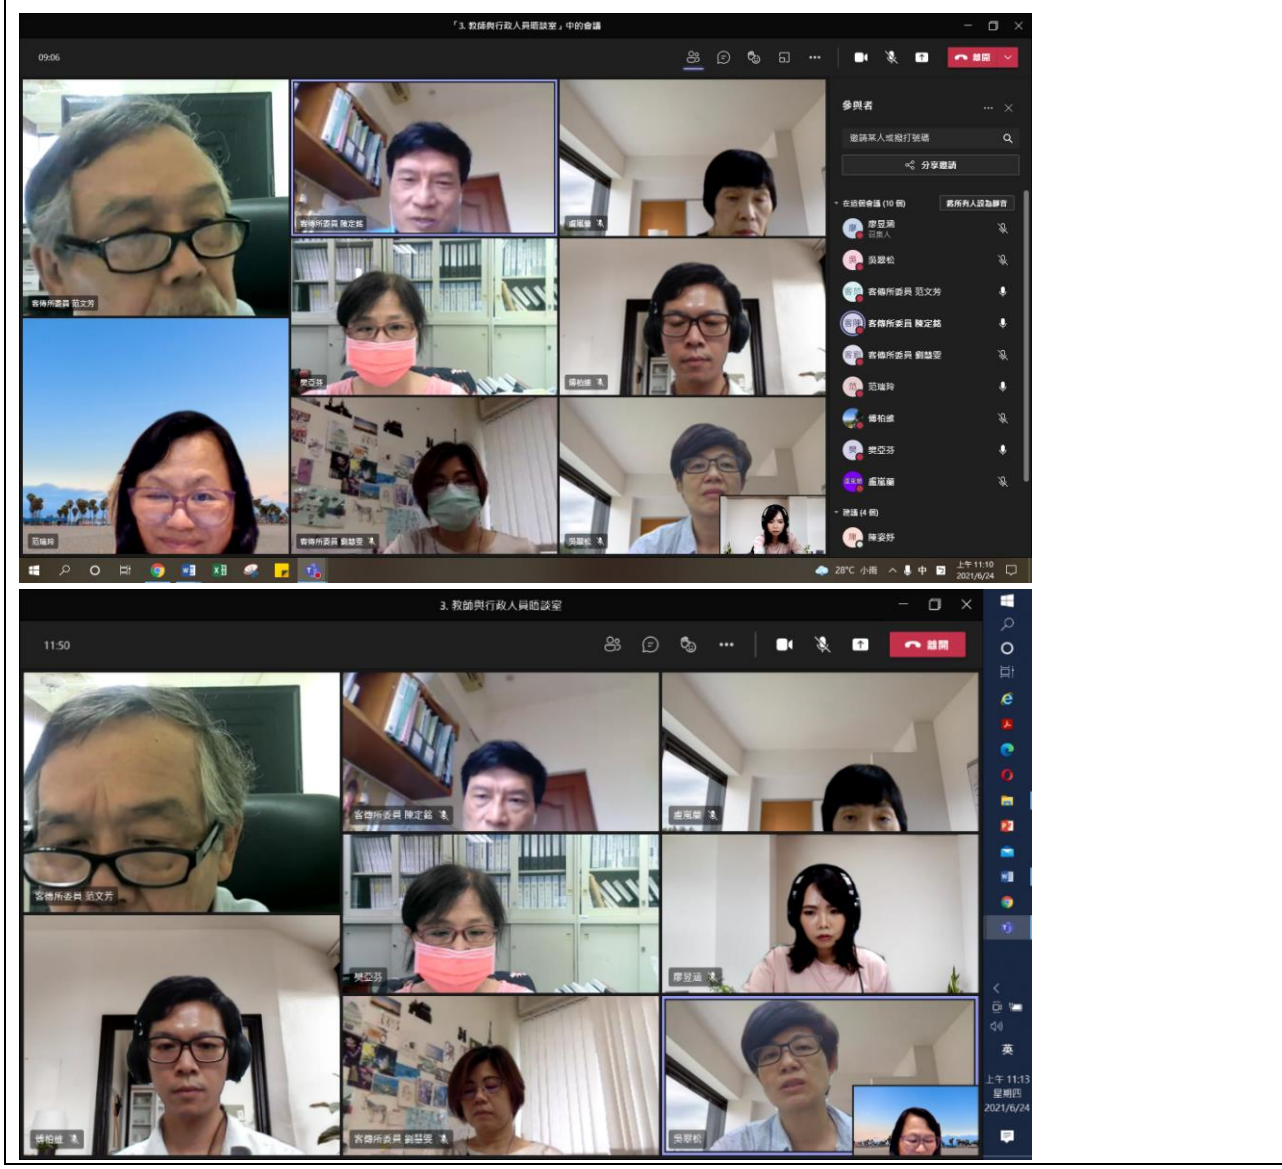 「3. 教師與行政人員晤談室」中的會議
09:06
離開
客傳所委員 范文芳
客傳所委員 陳定銘
盧嵐蘭
樊亞芬
傅柏維
范瑞玲
客傳所委員 劉慧雯
吳翠松
參與者
邀請某人或撥打號碼
分享邀請
在這個會議 (10 個)
將所有人設為靜音
廖昱涵
召集人
吳翠松
客傳所委員 范文芳
客傳所委員 陳定銘
客傳所委員 劉慧雯
范瑞玲
傅柏維
樊亞芬
盧嵐蘭
建議 (4 個)
陳姿妤
28°C 小雨
中
上午 11:10
2021/6/24
3. 教師與行政人員晤談室
11:50
離開
客傳所委員 范文芳
客傳所委員 陳定銘
盧嵐蘭
樊亞芬
廖昱涵
傅柏維
客傳所委員 劉慧雯
吳翠松
英
上午 11:13
星期四
2021/6/24